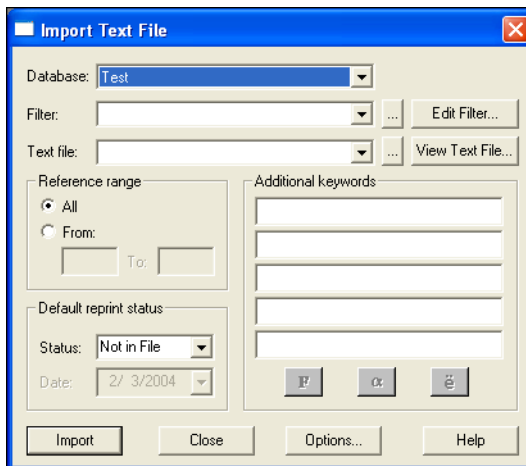 Import Text File
Database: Test
Filter: ... Edit Filter...
Text file: ... View Text File...
Reference range
All
From:
To:
Default reprint status
Status: Not in File
Date: 2/ 3/2004
Additional keywords
F α ë
Import Close Options... Help